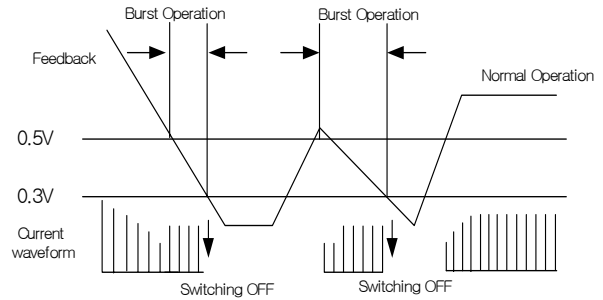 Burst Operation
Burst Operation
Feedback
Normal Operation
0.5V
0.3V
Current
waveform
Switching OFF
Switching OFF